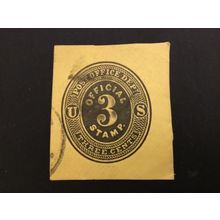 POST OFFICE DEPT
OFFICIAL
U 3 S
STAMP.
THREE CENTS